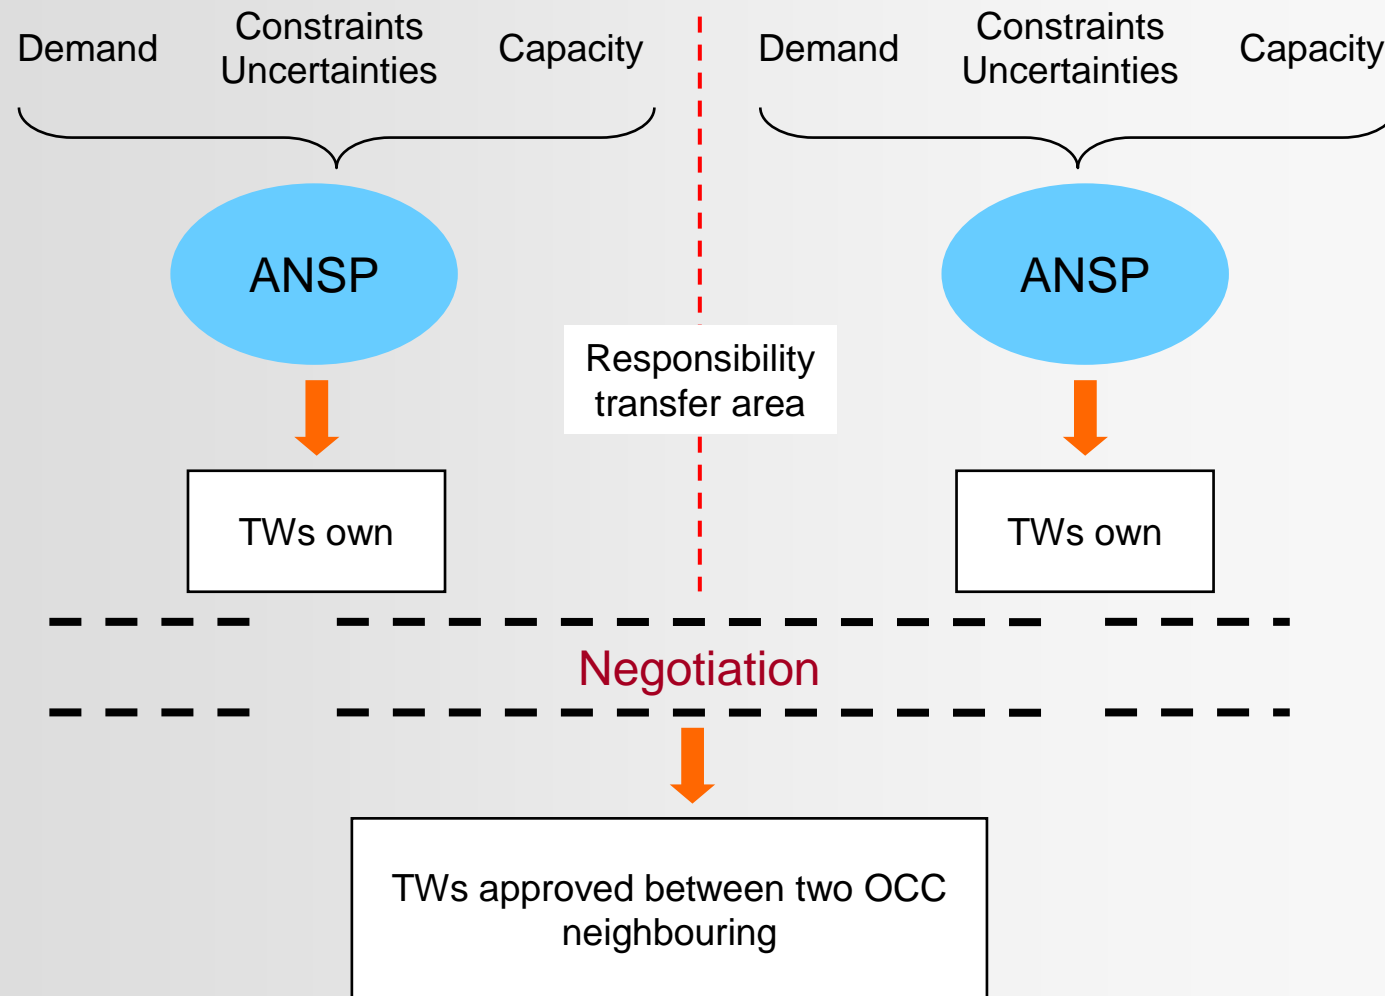 Demand
Constraints
Uncertainties
Capacity
Demand
Constraints
Uncertainties
Capacity
ANSP
ANSP
Responsibility
transfer area
TWs own
TWs own
Negotiation
TWs approved between two OCC
neighbouring